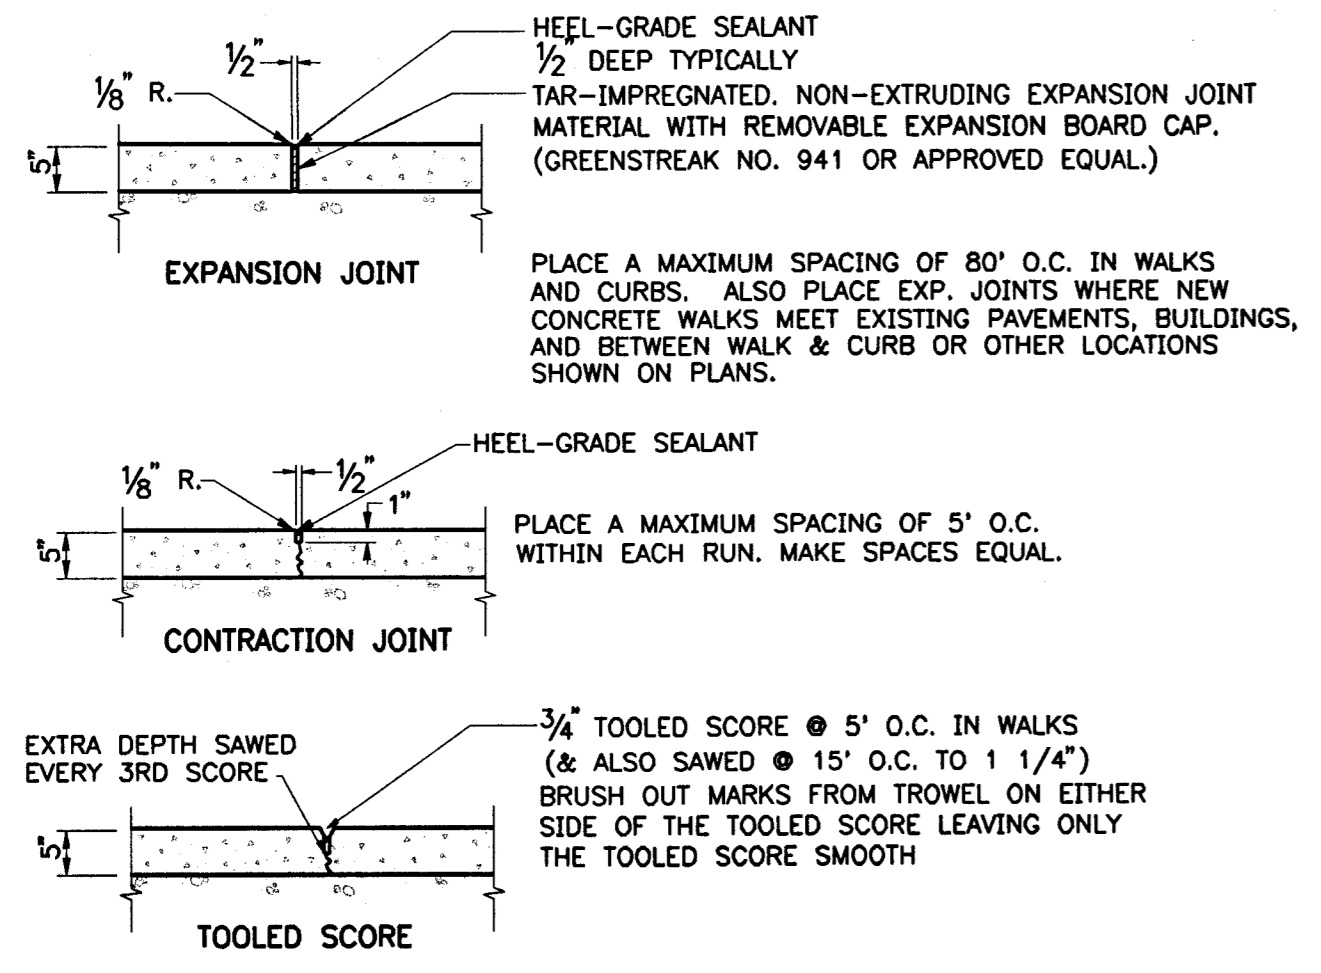 HEEL-GRADE SEALANT
1/2" DEEP TYPICALLY
1/2"
1/8" R.
TAR-IMPREGNATED. NON-EXTRUDING EXPANSION JOINT
MATERIAL WITH REMOVABLE EXPANSION BOARD CAP.
(GREENSTREAK NO. 941 OR APPROVED EQUAL.)
5"
EXPANSION JOINT
PLACE A MAXIMUM SPACING OF 80' O.C. IN WALKS
AND CURBS. ALSO PLACE EXP. JOINTS WHERE NEW
CONCRETE WALKS MEET EXISTING PAVEMENTS, BUILDINGS,
AND BETWEEN WALK & CURB OR OTHER LOCATIONS
SHOWN ON PLANS.
HEEL-GRADE SEALANT
1/8" R.
1/2"
1"
5"
PLACE A MAXIMUM SPACING OF 5' O.C.
WITHIN EACH RUN. MAKE SPACES EQUAL.
CONTRACTION JOINT
EXTRA DEPTH SAWED
EVERY 3RD SCORE
3/4" TOOLED SCORE @ 5' O.C. IN WALKS
(& ALSO SAWED @ 15' O.C. TO 1 1/4")
BRUSH OUT MARKS FROM TROWEL ON EITHER
SIDE OF THE TOOLED SCORE LEAVING ONLY
THE TOOLED SCORE SMOOTH
5"
TOOLED SCORE